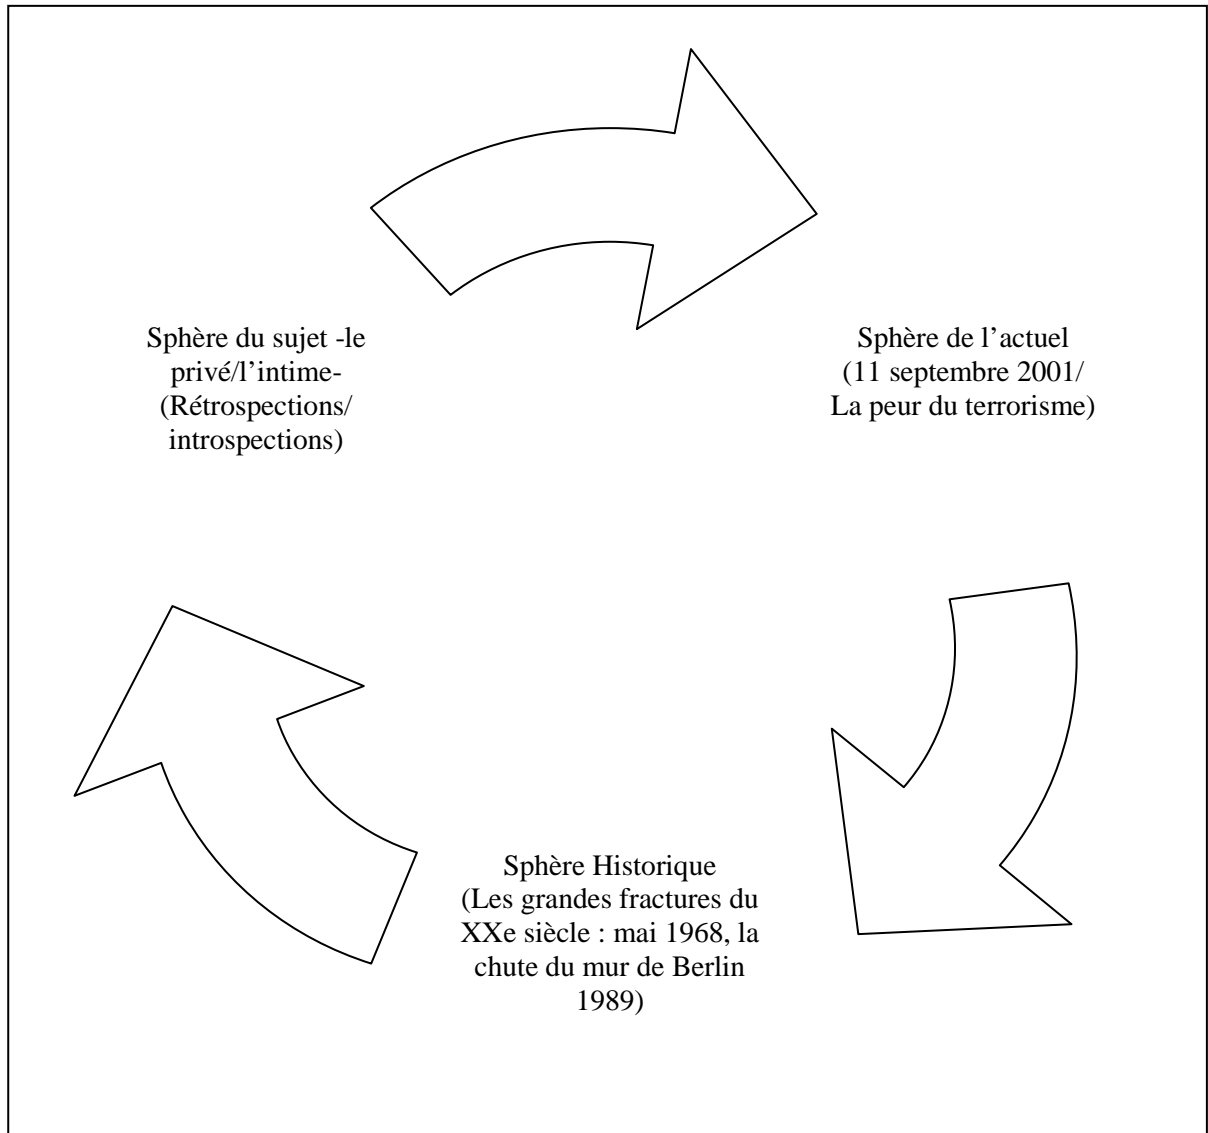 Sphère du sujet -le
privé/l’intime-
(Rétrospections/
introspections)
Sphère de l’actuel
(11 septembre 2001/
La peur du terrorisme)
Sphère Historique
(Les grandes fractures du
XXe siècle : mai 1968, la
chute du mur de Berlin
1989)